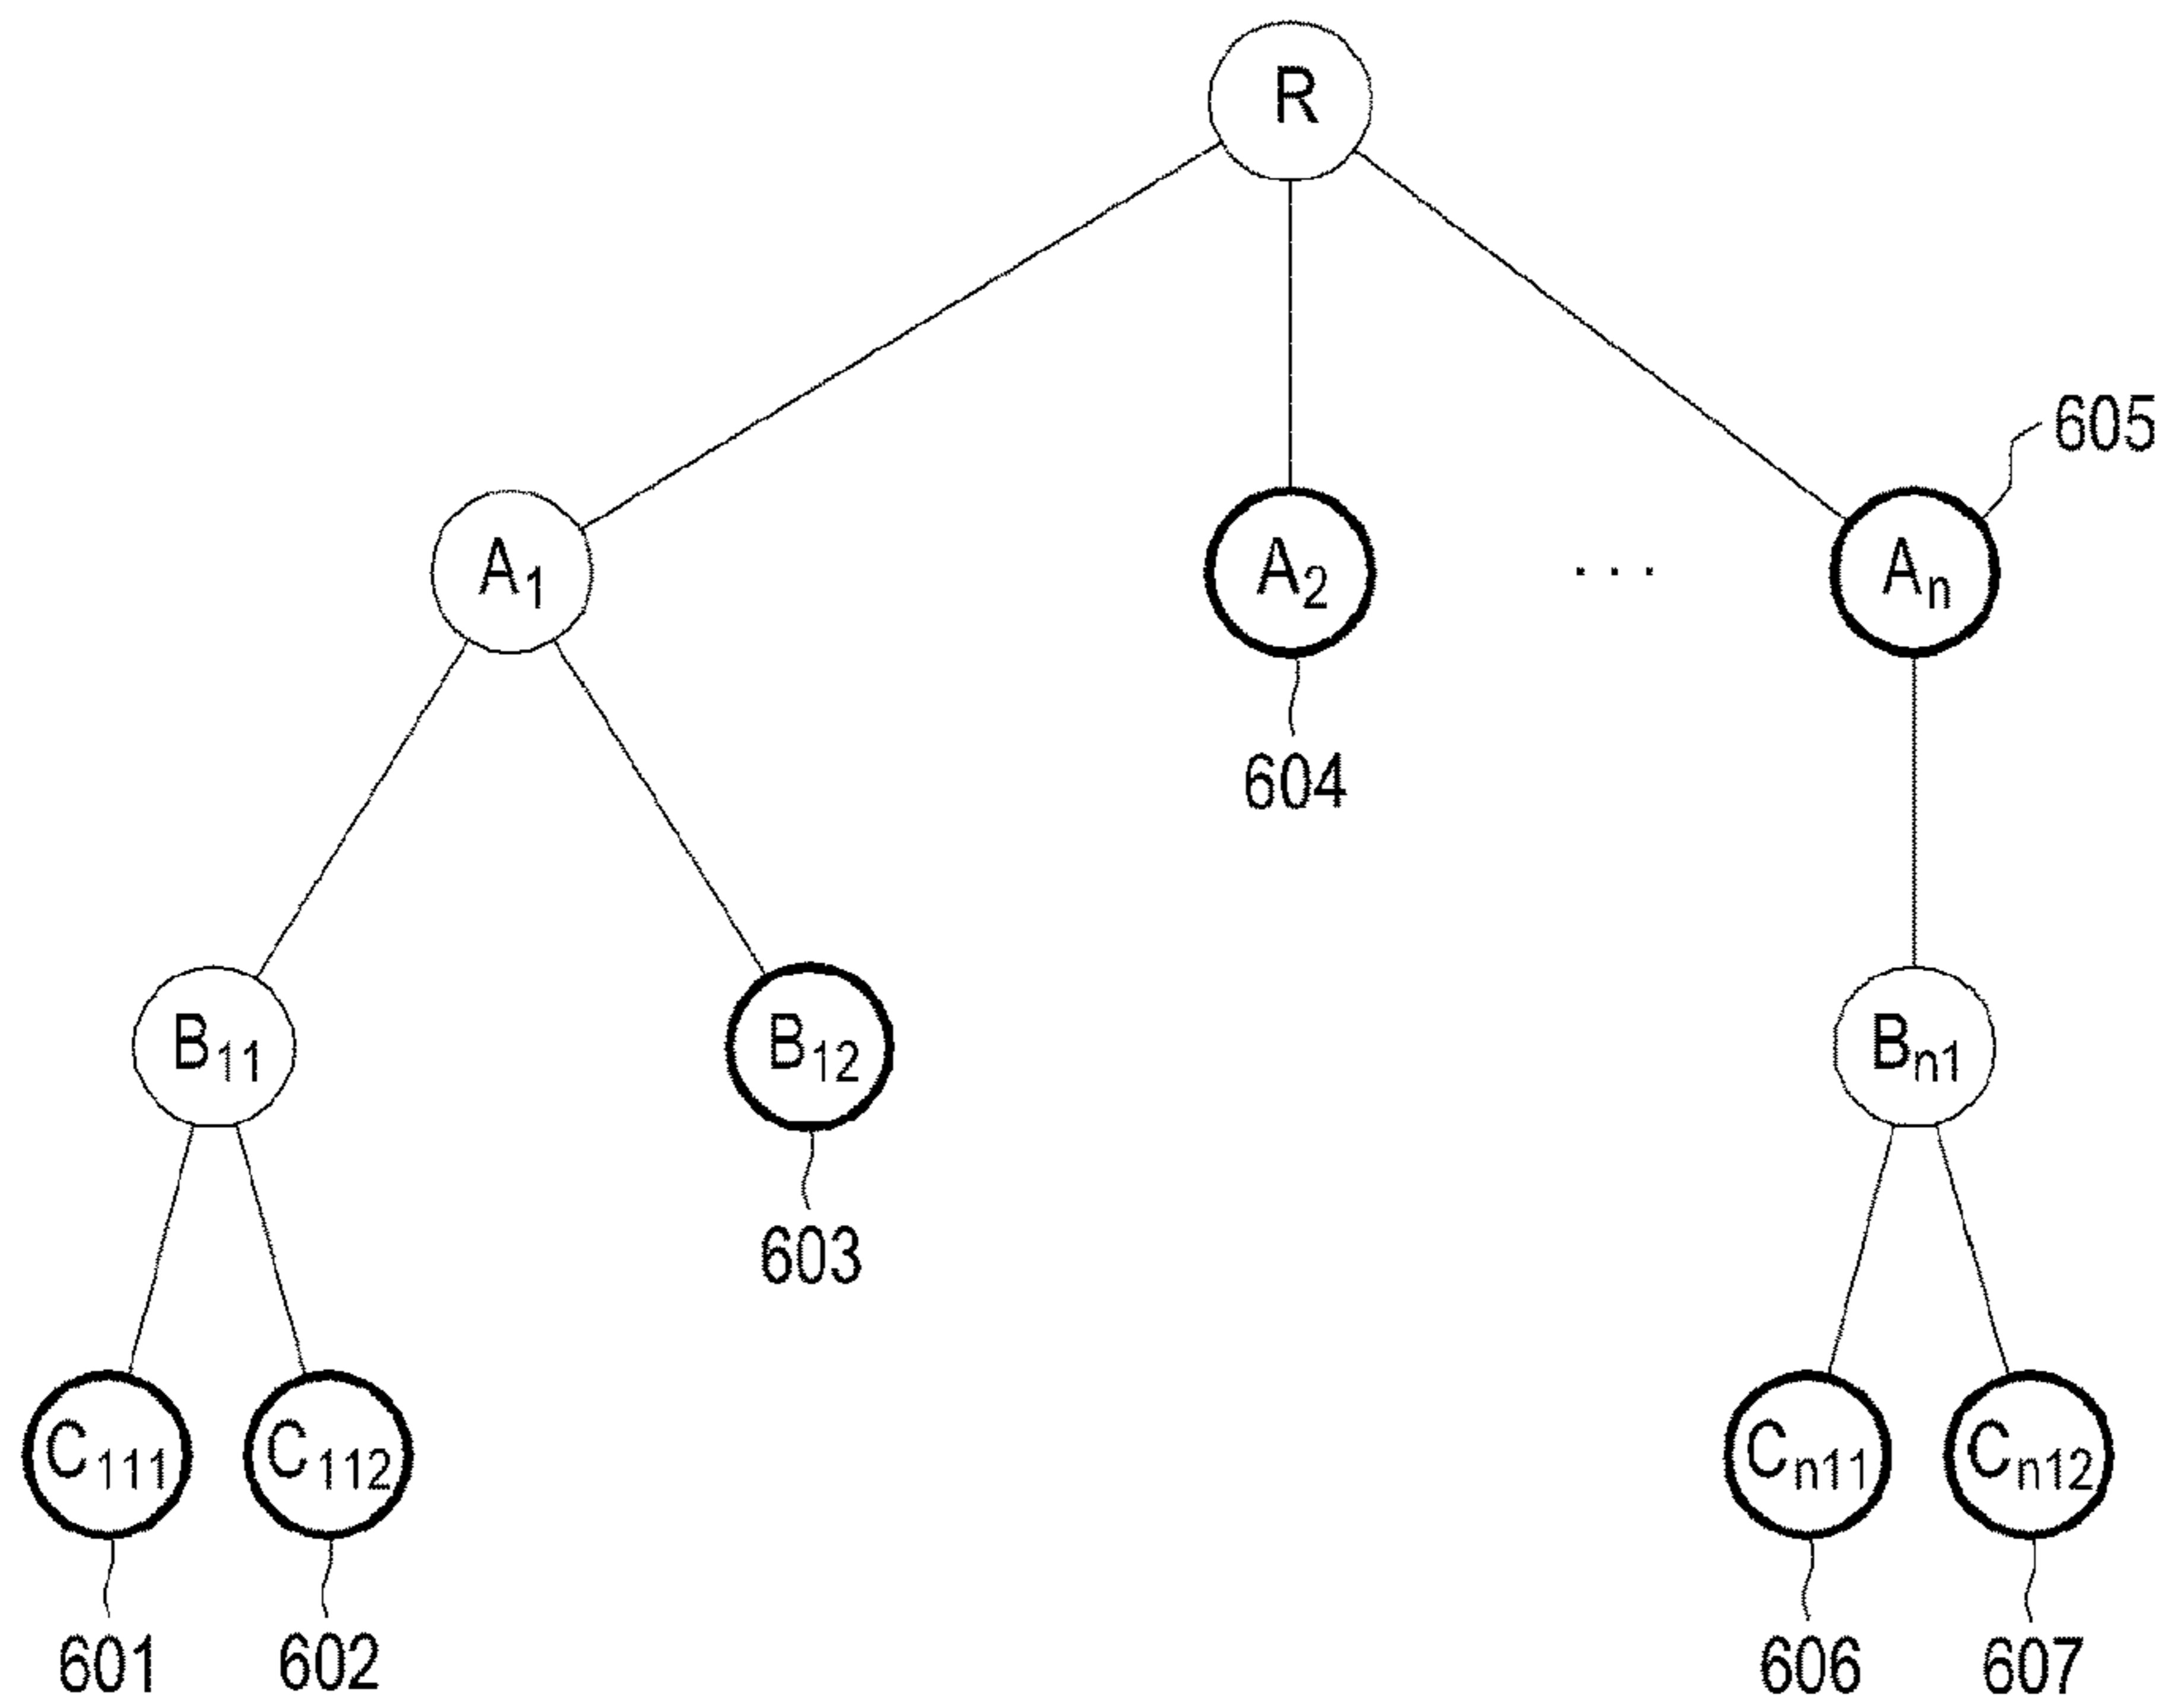 R
605
A₁
A₂
...
Aₙ
604
B₁₁
B₁₂
Bₙ₁
603
C₁₁₁
C₁₁₂
Cₙ₁₁
Cₙ₁₂
601
602
606
607